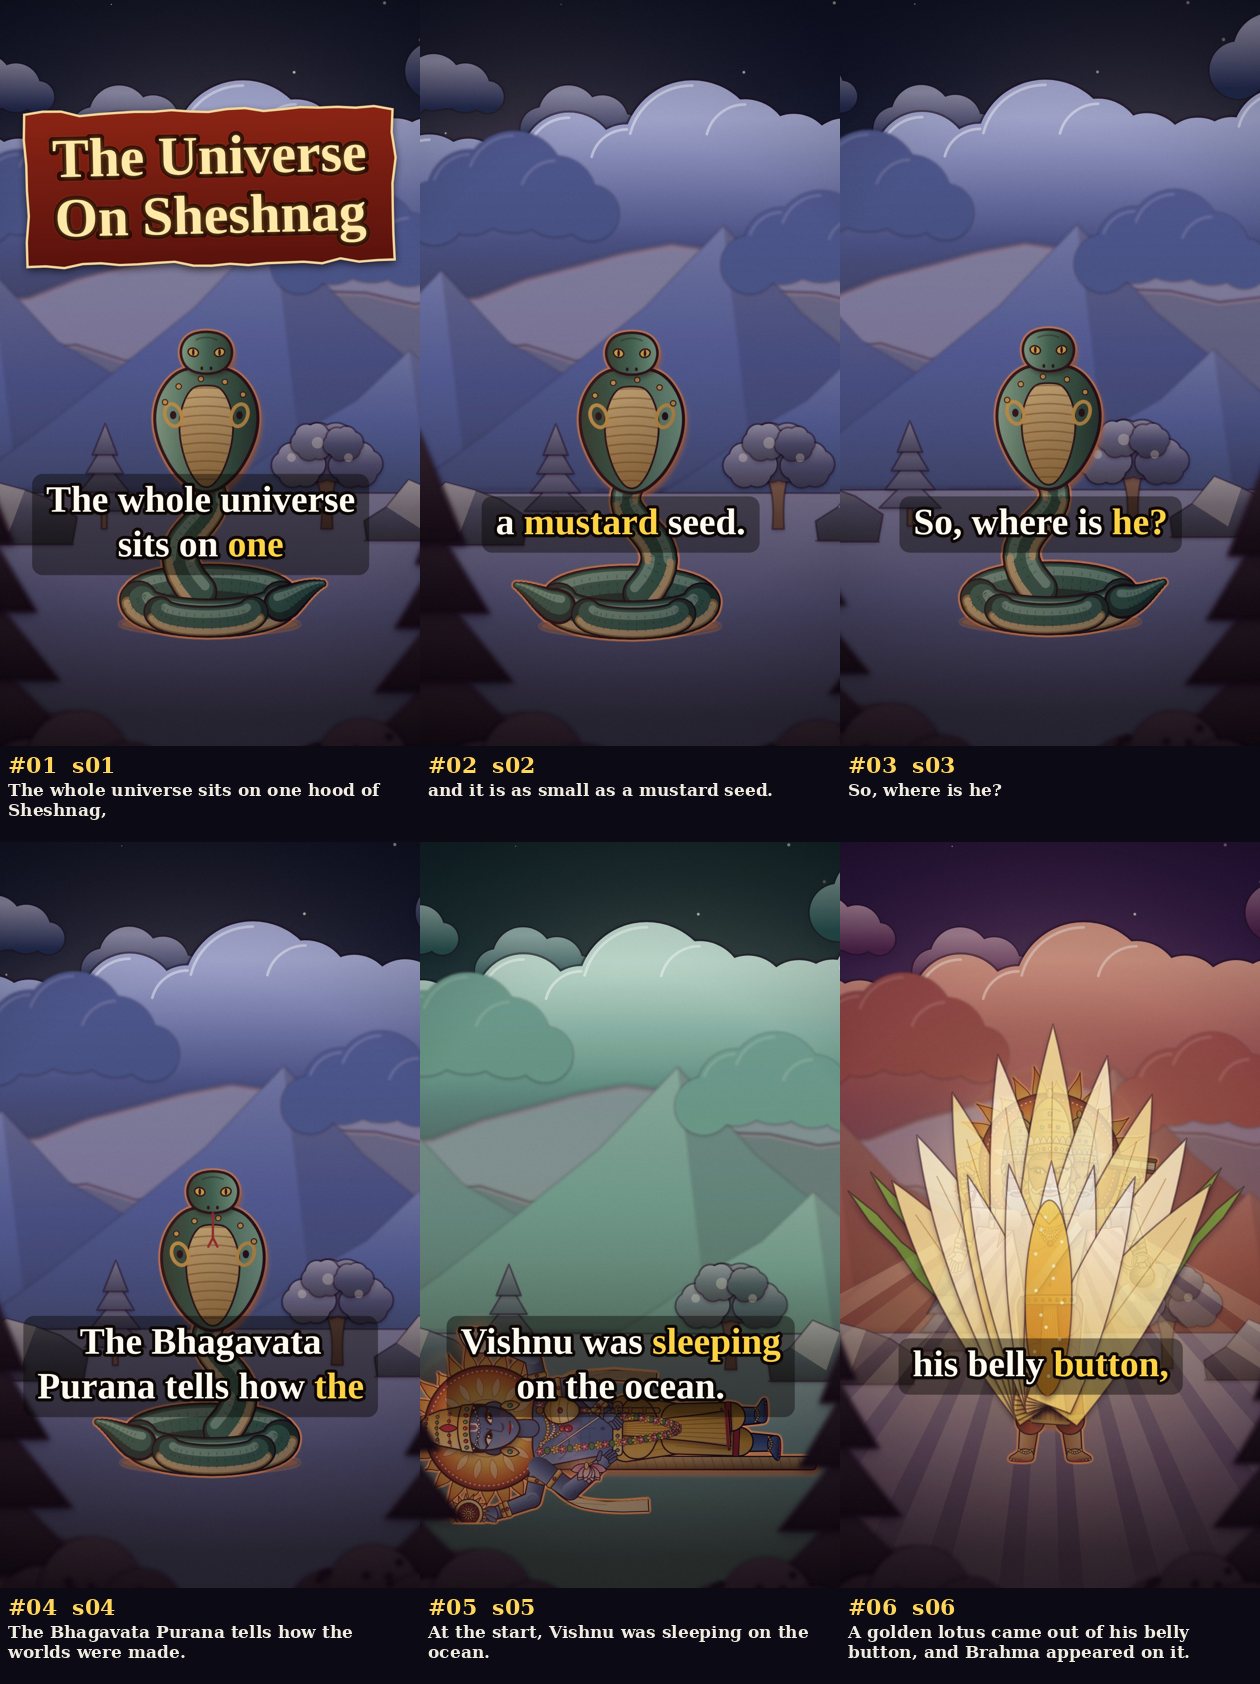 The Universe
On Sheshnag
The whole universe
sits on one
a mustard seed.
So, where is he?
#01 s01
The whole universe sits on one hood of
Sheshnag,
#02 s02
and it is as small as a mustard seed.
#03 s03
So, where is he?
The Bhagavata
Purana tells how the
Vishnu was sleeping
on the ocean.
his belly button,
#04 s04
The Bhagavata Purana tells how the
worlds were made.
#05 s05
At the start, Vishnu was sleeping on the
ocean.
#06 s06
A golden lotus came out of his belly
button, and Brahma appeared on it.